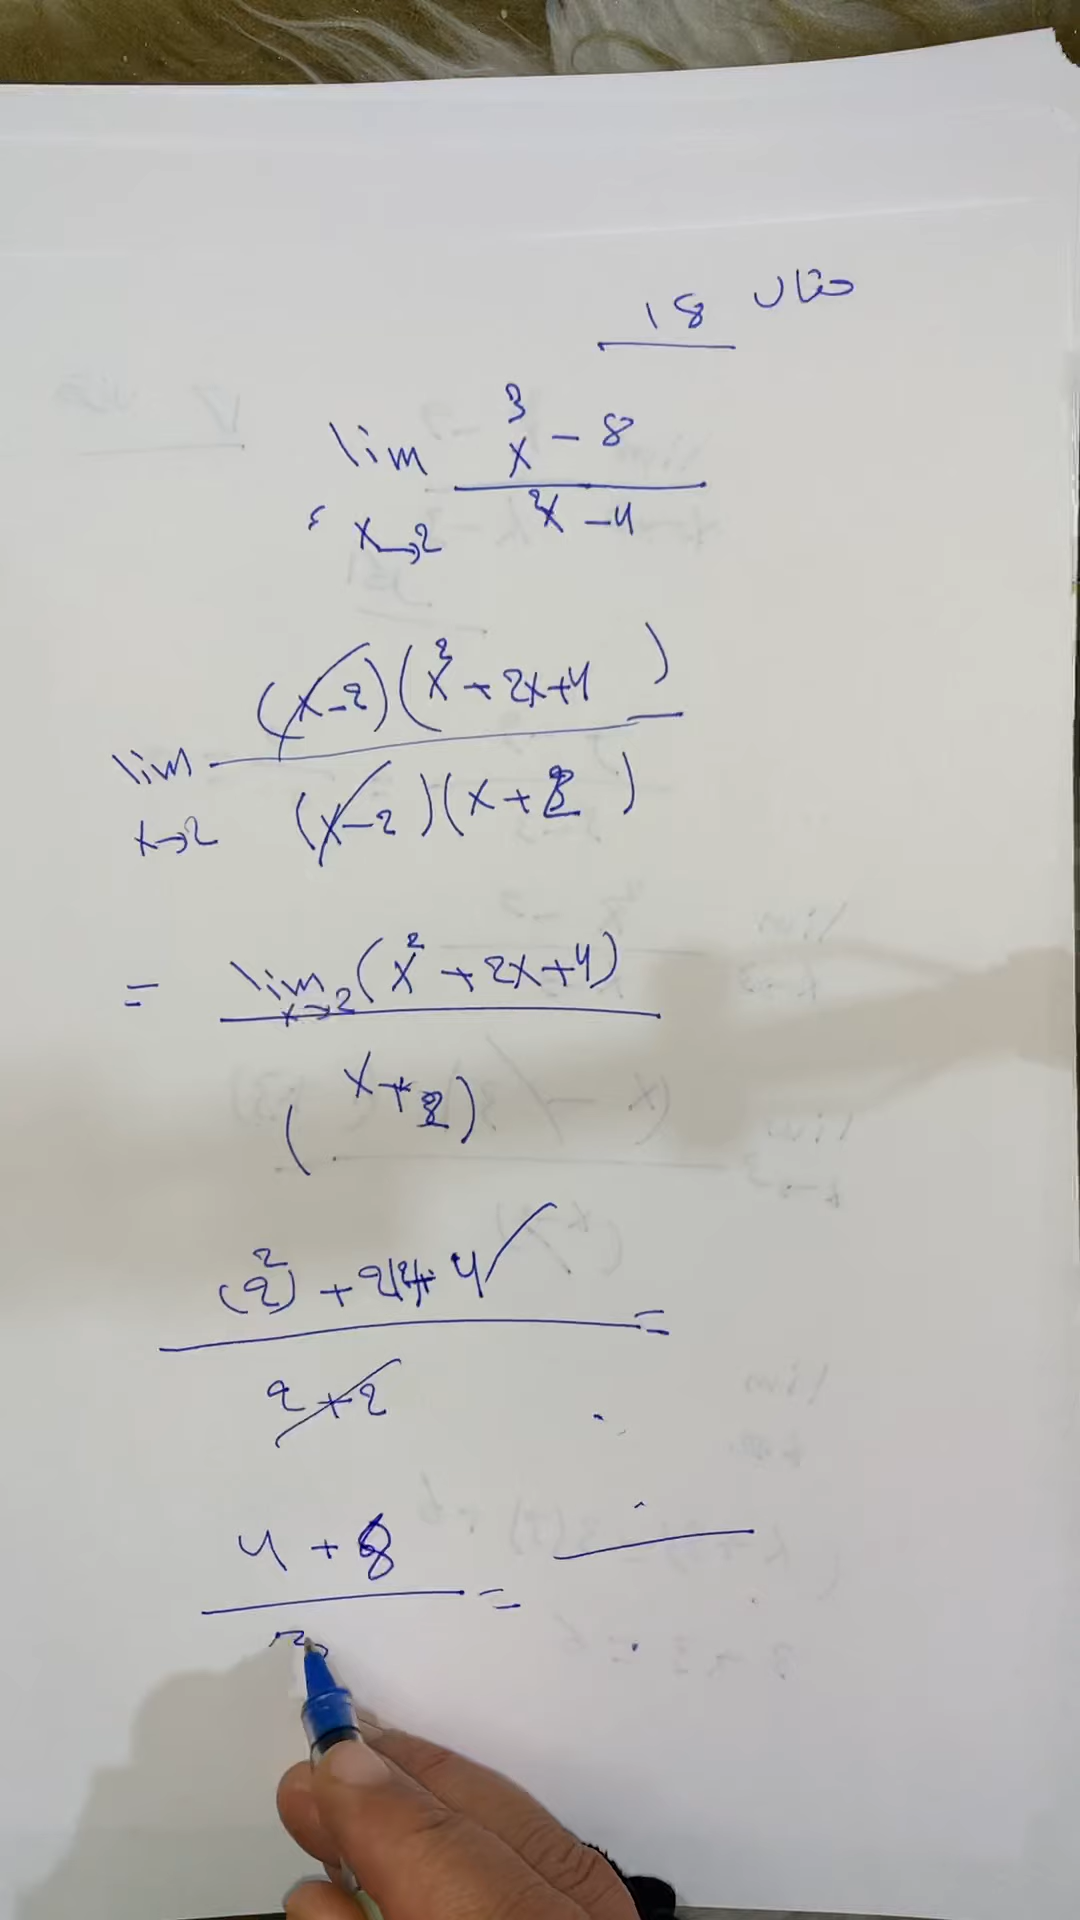 مثال 18
lim x³ - 8
x→2 x² - 4
(x-2)(x² + 2x+4)
lim
x→2 (x-2)(x+2)
= lim (x² + 2x+4)
x→2
(x+2)
(2)² + 4 =
2+2
4 + 8 =